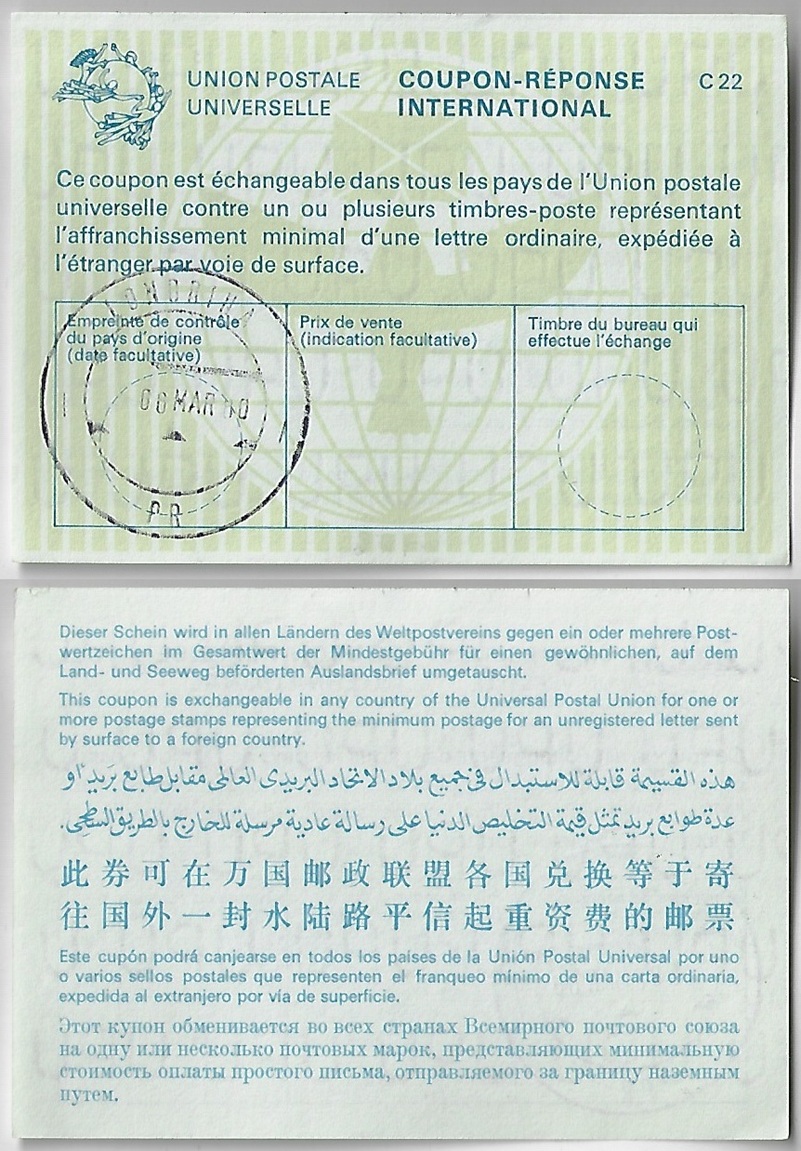 UNION POSTALE
UNIVERSELLE
COUPON-RÉPONSE
INTERNATIONAL
C 22
Ce coupon est échangeable dans tous les pays de l'Union postale
universelle contre un ou plusieurs timbres-poste représentant
l'affranchissement minimal d'une lettre ordinaire, expédiée à
l'étranger par voie de surface.
Empreinte de contrôle
du pays d'origine
(date facultative)
Prix de vente
(indication facultative)
Timbre du bureau qui
effectue l'échange
LONDRINA
06 MAR 80
PR
Dieser Schein wird in allen Ländern des Weltpostvereins gegen ein oder mehrere Post-
wertzeichen im Gesamtwert der Mindestgebühr für einen gewöhnlichen, auf dem
Land- und Seeweg beförderten Auslandsbrief umgetauscht.
This coupon is exchangeable in any country of the Universal Postal Union for one or
more postage stamps representing the minimum postage for an unregistered letter sent
by surface to a foreign country.
هذه القسيمة قابلة للاستبدال في جميع بلاد الاتحاد البريدى العالمى مقابل طابع بريد أو
عدة طوابع بريد تمثل قيمة التخليص الدنيا على رسالة عادية مرسلة للخارج بالطريق السطحى.
此券可在万国邮政联盟各国兑换等于寄
往国外一封水陆路平信起重资费的邮票
Este cupón podrá canjearse en todos los países de la Unión Postal Universal por uno
o varios sellos postales que representen el franqueo mínimo de una carta ordinaria,
expedida al extranjero por vía de superficie.
Этот купон обменивается во всех странах Всемирного почтового союза
на одну или несколько почтовых марок, представляющих минимальную
стоимость оплаты простого письма, отправляемого за границу наземным
путем.